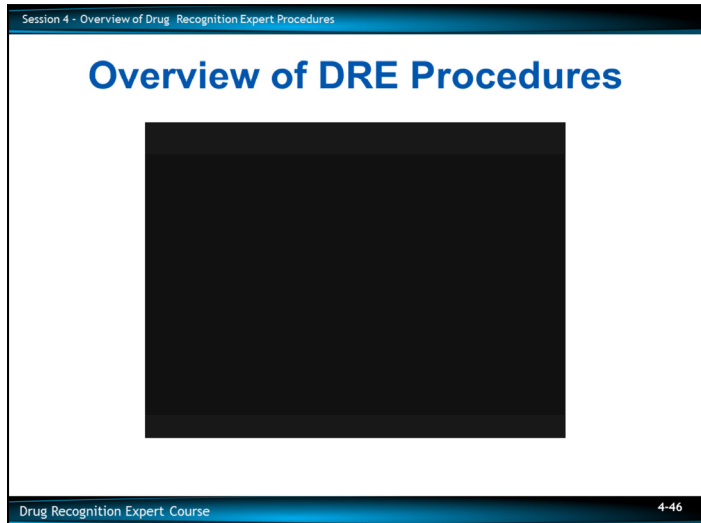 Session 4 - Overview of Drug Recognition Expert Procedures
Overview of DRE Procedures
Drug Recognition Expert Course
4-46